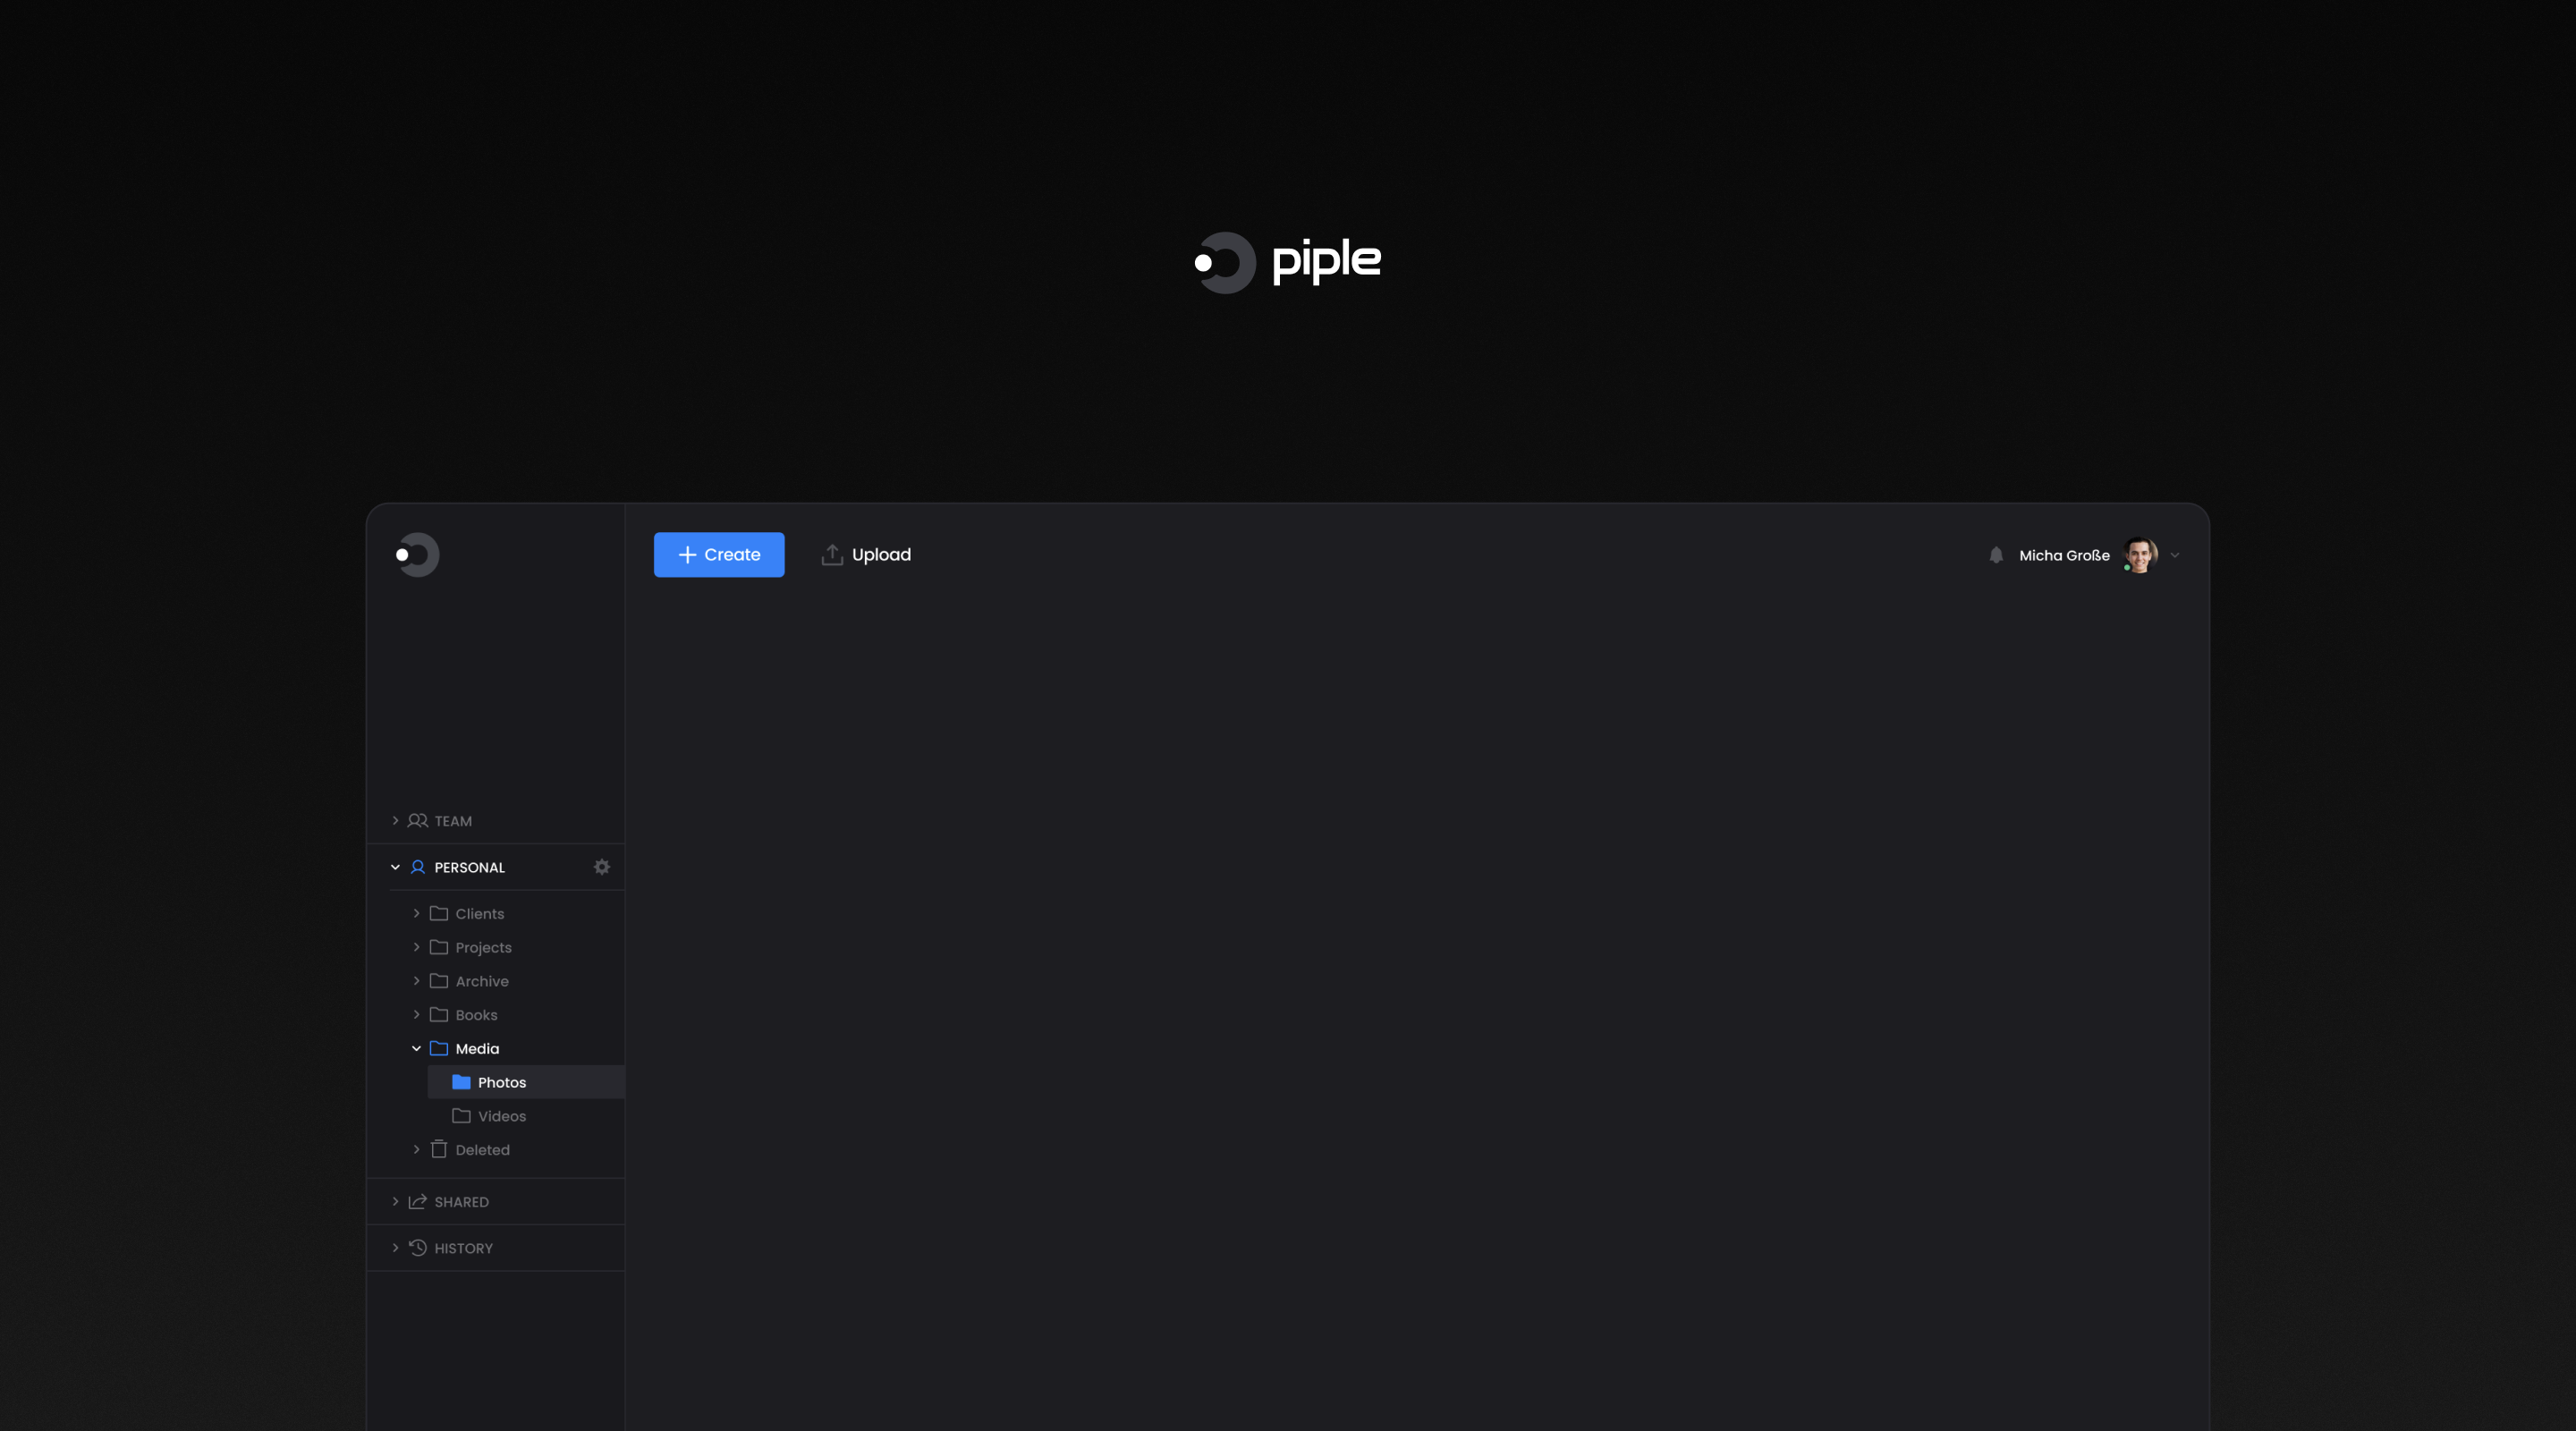 piple
Create
Upload
Micha Große
TEAM
PERSONAL
Clients
Projects
Archive
Books
Media
Photos
Videos
Deleted
SHARED
HISTORY